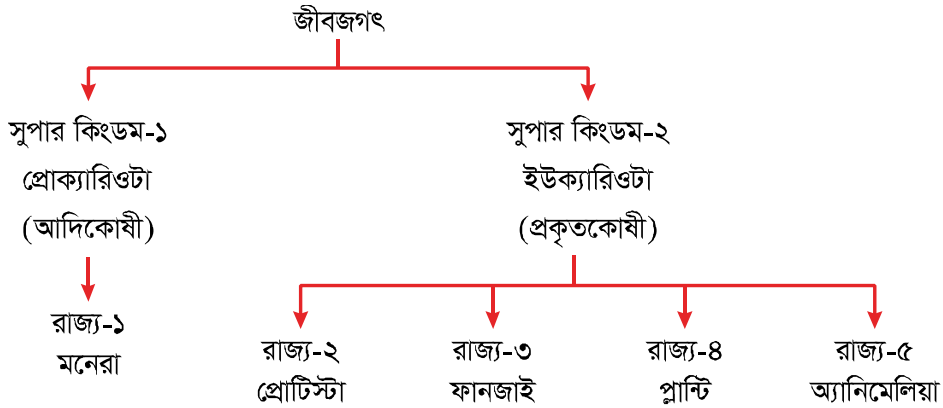 জীবজগৎ
সুপার কিংডম-১
প্রোক্যারিওটা
(আদিকোষী)
রাজ্য-১
মনেরা
সুপার কিংডম-২
ইউক্যারিওটা
(প্রকৃতকোষী)
রাজ্য-২
প্রোটিস্টা
রাজ্য-৩
ফানজাই
রাজ্য-৪
প্লান্টি
রাজ্য-৫
অ্যানিমেলিয়া